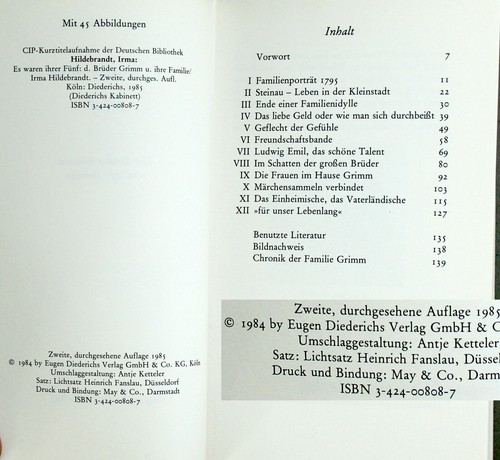 Mit 45 Abbildungen
CIP-Kurztitelaufnahme der Deutschen Bibliothek
Hildebrandt, Irma:
Es waren ihrer Fünf: d. Brüder Grimm u. ihre Familie/
Irma Hildebrandt. – Zweite, durchges. Aufl.
Köln: Diederichs, 1985
(Diederichs Kabinett)
ISBN 3-424-00808-7
Zweite, durchgesehene Auflage 1985
© 1984 by Eugen Diederichs Verlag GmbH & Co. KG, Köln
Umschlaggestaltung: Antje Ketteler
Satz: Lichtsatz Heinrich Fanslau, Düsseldorf
Druck und Bindung: May & Co., Darmstadt
ISBN 3-424-00808-7
Inhalt
Vorwort 7
I Familienporträt 1795 11
II Steinau – Leben in der Kleinstadt 22
III Ende einer Familienidylle 30
IV Das liebe Geld oder wie man sich durchbeißt 39
V Geflecht der Gefühle 49
VI Freundschaftsbande 58
VII Ludwig Emil, das schöne Talent 69
VIII Im Schatten der großen Brüder 80
IX Die Frauen im Hause Grimm 92
X Märchensammeln verbindet 103
XI Das Einheimische, das Vaterländische 115
XII »für unser Lebenlang« 127
Benutzte Literatur 135
Bildnachweis 138
Chronik der Familie Grimm 139
Zweite, durchgesehene Auflage 1985
© 1984 by Eugen Diederichs Verlag GmbH & C
Umschlaggestaltung: Antje Ketteler
Satz: Lichtsatz Heinrich Fanslau, Düssel
Druck und Bindung: May & Co., Darm
ISBN 3-424-00808-7